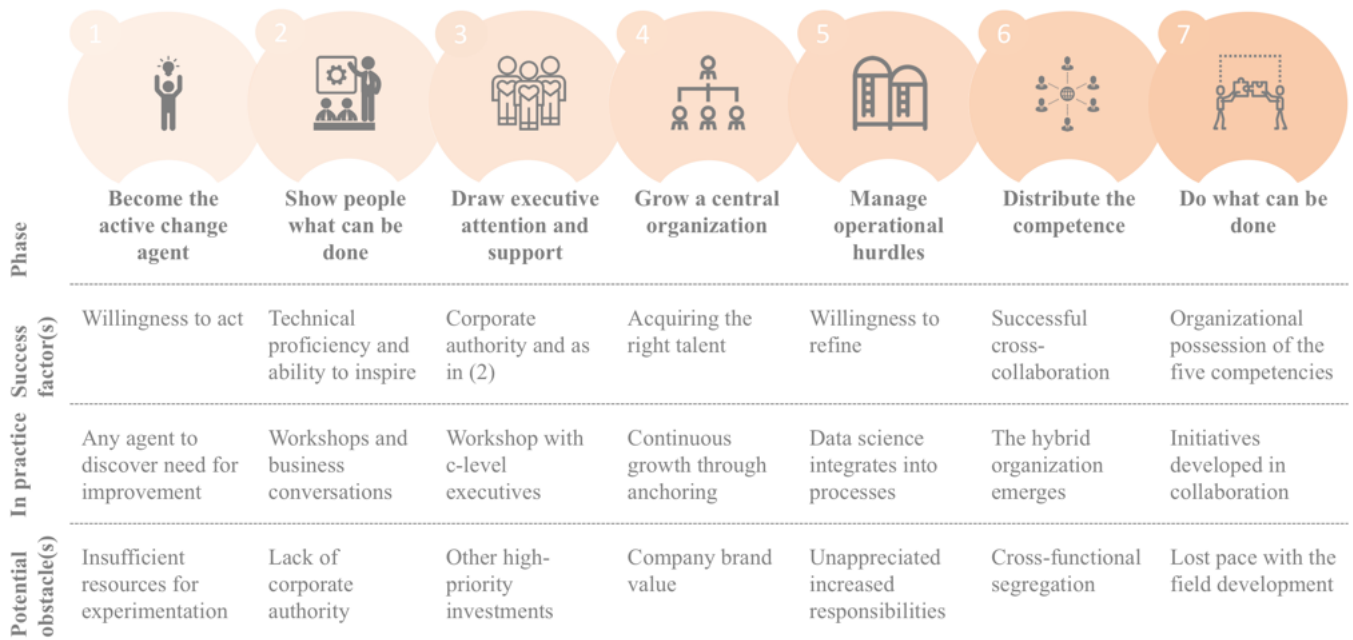 1
2
3
4
5
6
7
Phase
Become the
active change
agent
Show people
what can be
done
Draw executive
attention and
support
Grow a central
organization
Manage
operational
hurdles
Distribute the
competence
Do what can be
done
Success
factor(s)
Willingness to act
Technical
proficiency and
ability to inspire
Corporate
authority and as
in (2)
Acquiring the
right talent
Willingness to
refine
Successful
cross-
collaboration
Organizational
possession of the
five competencies
In practice
Any agent to
discover need for
improvement
Workshops and
business
conversations
Workshop with
c-level
executives
Continuous
growth through
anchoring
Data science
integrates into
processes
The hybrid
organization
emerges
Initiatives
developed in
collaboration
Potential
obstacle(s)
Insufficient
resources for
experimentation
Lack of
corporate
authority
Other high-
priority
investments
Company brand
value
Unappreciated
increased
responsibilities
Cross-functional
segregation
Lost pace with the
field development